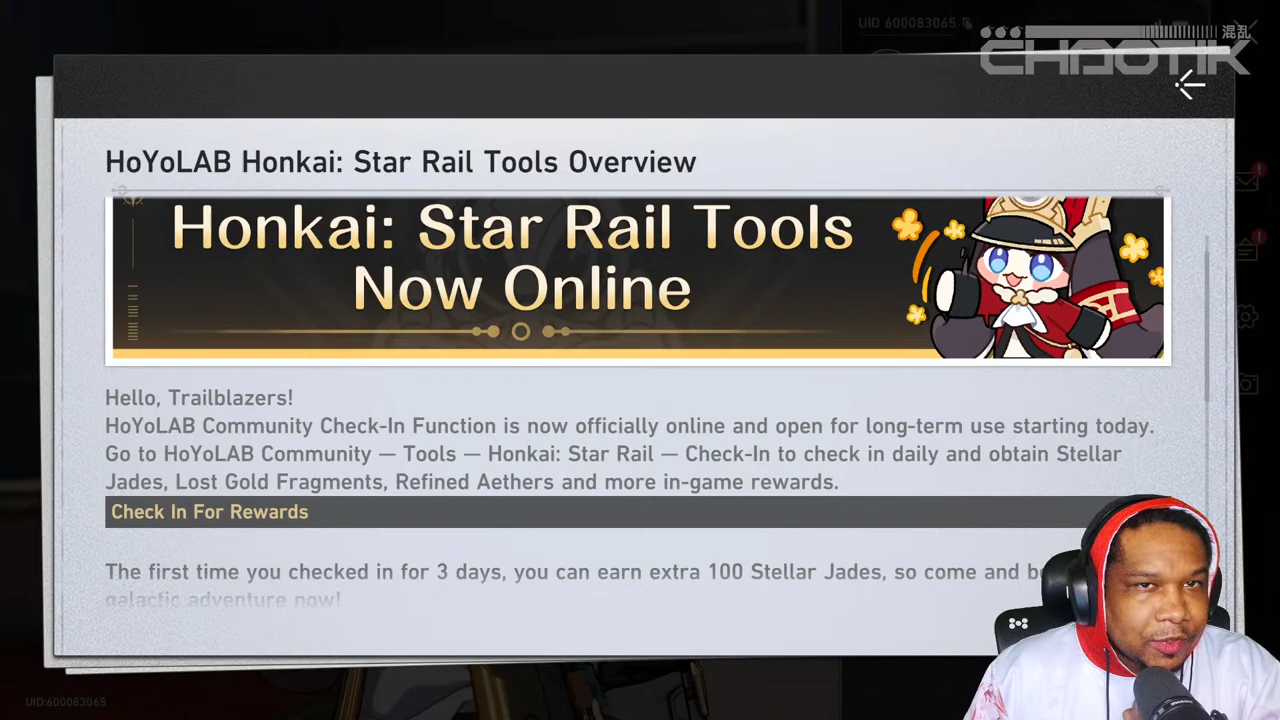 UID 600083065
混乱
CHAOTIK
HoYoLAB Honkai: Star Rail Tools Overview
Honkai: Star Rail Tools
Now Online
Hello, Trailblazers!
HoYoLAB Community Check-In Function is now officially online and open for long-term use starting today.
Go to HoYoLAB Community — Tools — Honkai: Star Rail — Check-In to check in daily and obtain Stellar
Jades, Lost Gold Fragments, Refined Aethers and more in-game rewards.
Check In For Rewards
The first time you checked in for 3 days, you can earn extra 100 Stellar Jades, so come and
galactic adventure now!
UID:600083065